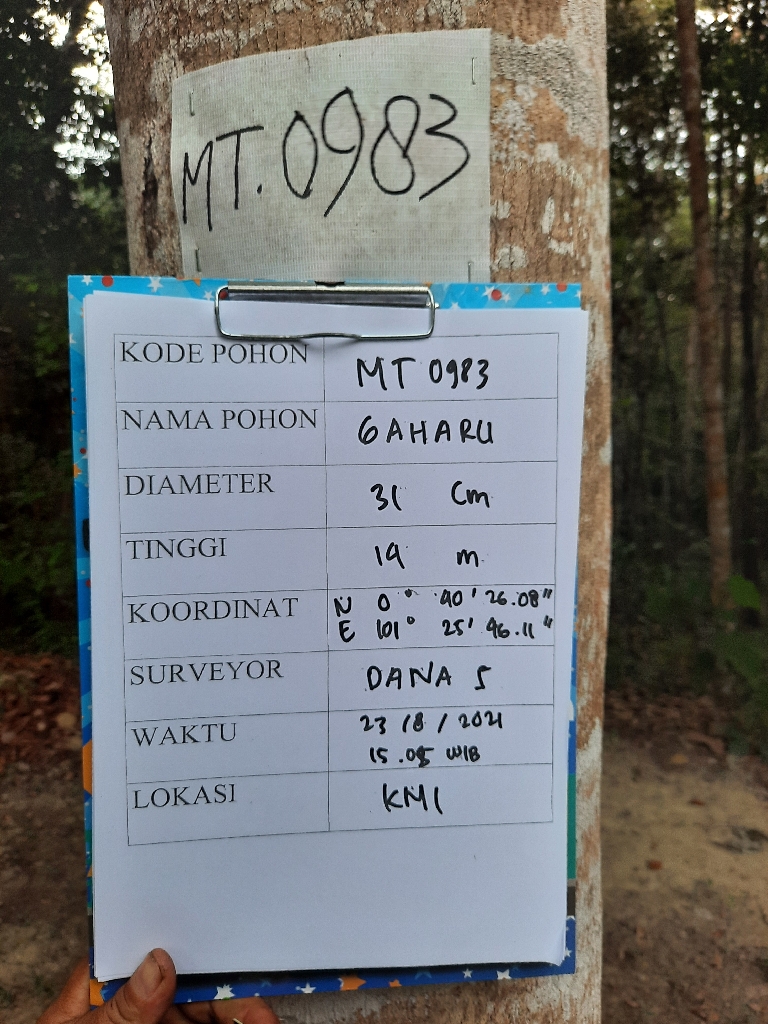 MT.0983
KODE POHON MT 0983
NAMA POHON GAHARU
DIAMETER 31 Cm
TINGGI 19 m
KOORDINAT N 0° 40' 26.08"
E 101° 25' 46.11"
SURVEYOR DANA S
WAKTU 23/8/2021
15.05 WIB
LOKASI KMI